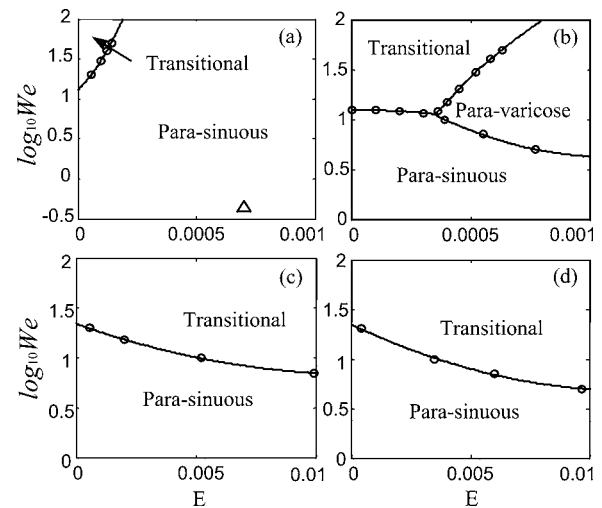 2
(a)
1.5
Transitional
1
log₁₀We
0.5
Para-sinuous
0
-0.5
0
0.0005
0.001
2
(b)
Transitional
1.5
Para-varicose
1
0.5
Para-sinuous
0
0
0.0005
0.001
2
(c)
1.5
Transitional
log₁₀We
1
Para-sinuous
0.5
0
0
0.005
0.01
E
2
(d)
1.5
Transitional
1
Para-sinuous
0.5
0
0
0.005
0.01
E